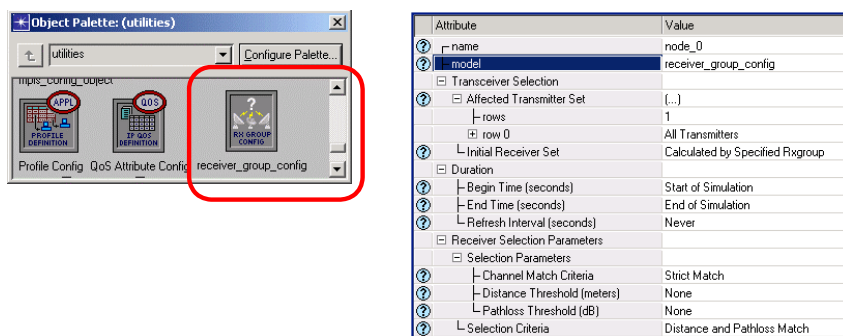 Object Palette: (utilities)
utilities
Configure Palette...
mpls_config_object
APPL
PROFILE
DEFINITION
QOS
IP QOS
DEFINITION
?
RX GROUP
CONFIG
Profile Config QoS Attribute Config receiver_group_config
Attribute Value
name node_0
model receiver_group_config
Transceiver Selection
Affected Transmitter Set (...)
rows 1
row 0 All Transmitters
Initial Receiver Set Calculated by Specified Rxgroup
Duration
Begin Time (seconds) Start of Simulation
End Time (seconds) End of Simulation
Refresh Interval (seconds) Never
Receiver Selection Parameters
Selection Parameters
Channel Match Criteria Strict Match
Distance Threshold (meters) None
Pathloss Threshold (dB) None
Selection Criteria Distance and Pathloss Match